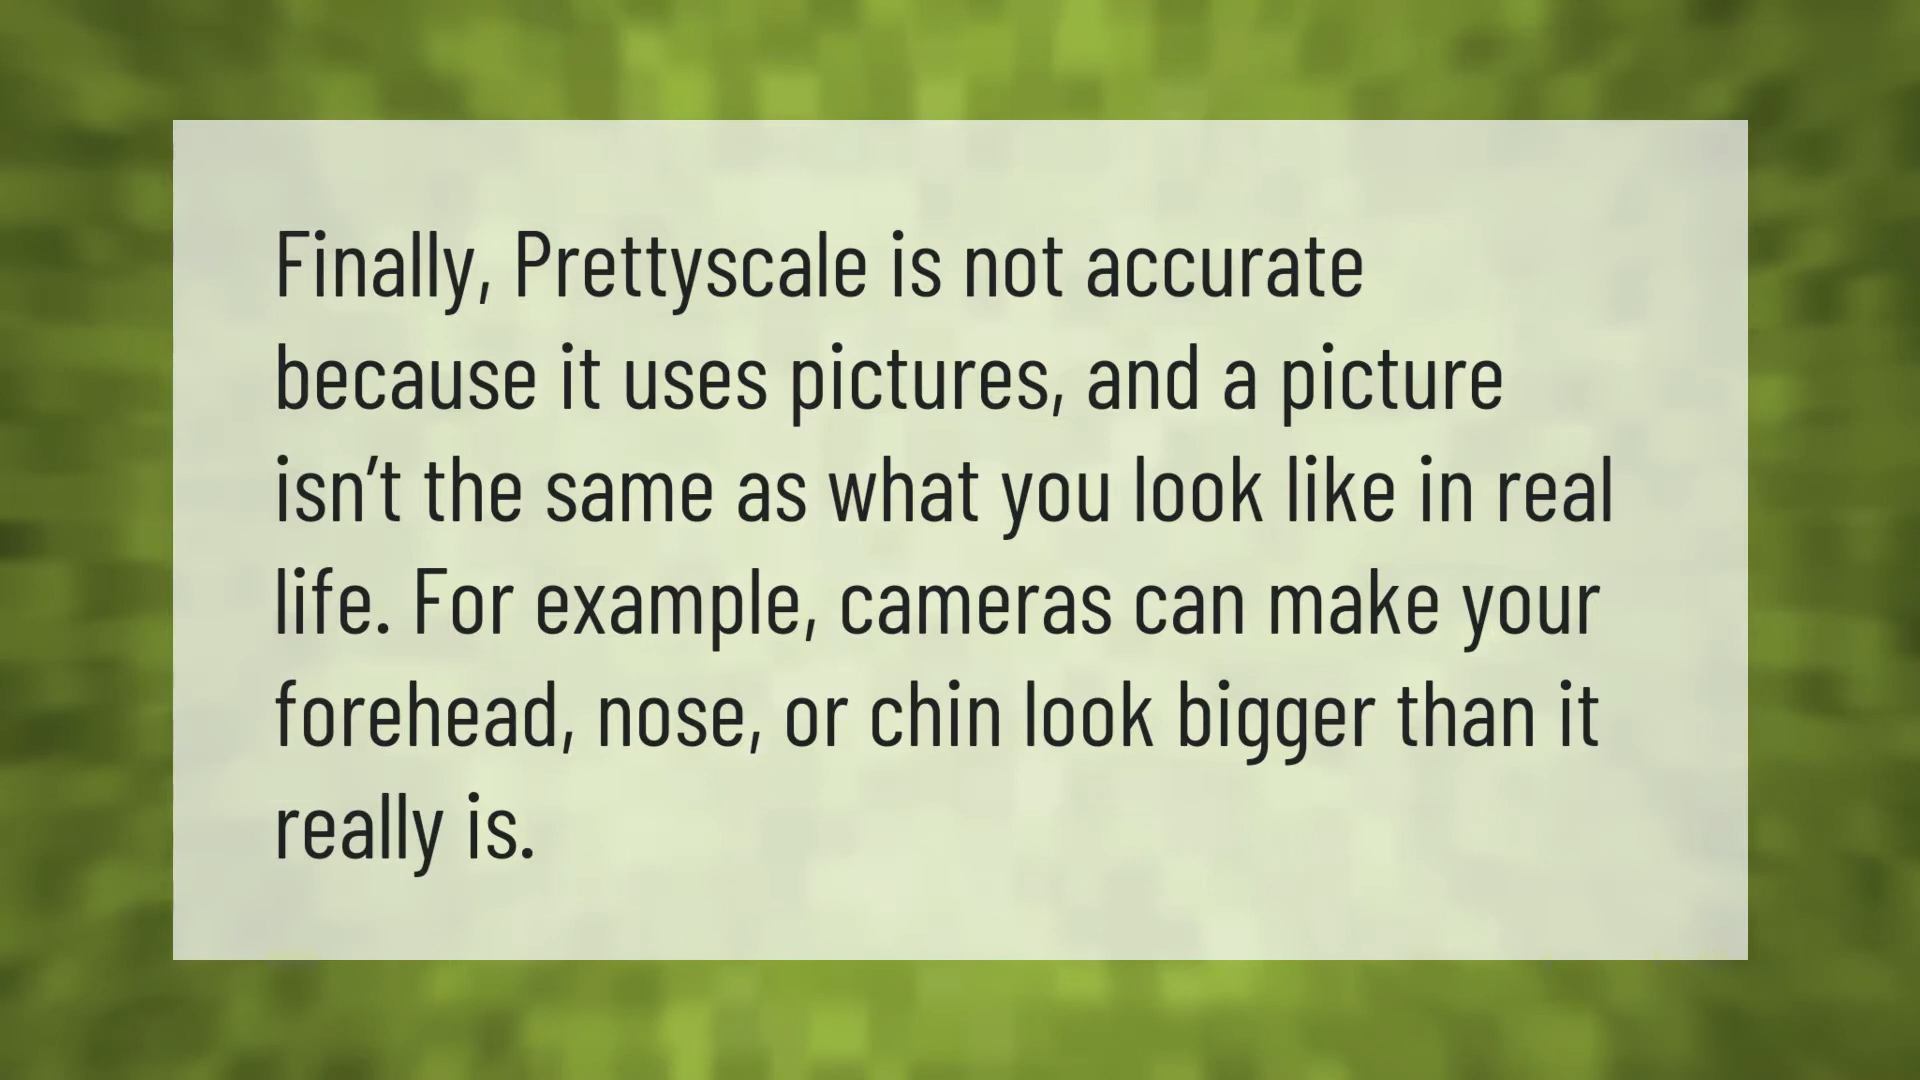 Finally, Prettyscale is not accurate
because it uses pictures, and a picture
isn’t the same as what you look like in real
life. For example, cameras can make your
forehead, nose, or chin look bigger than it
really is.